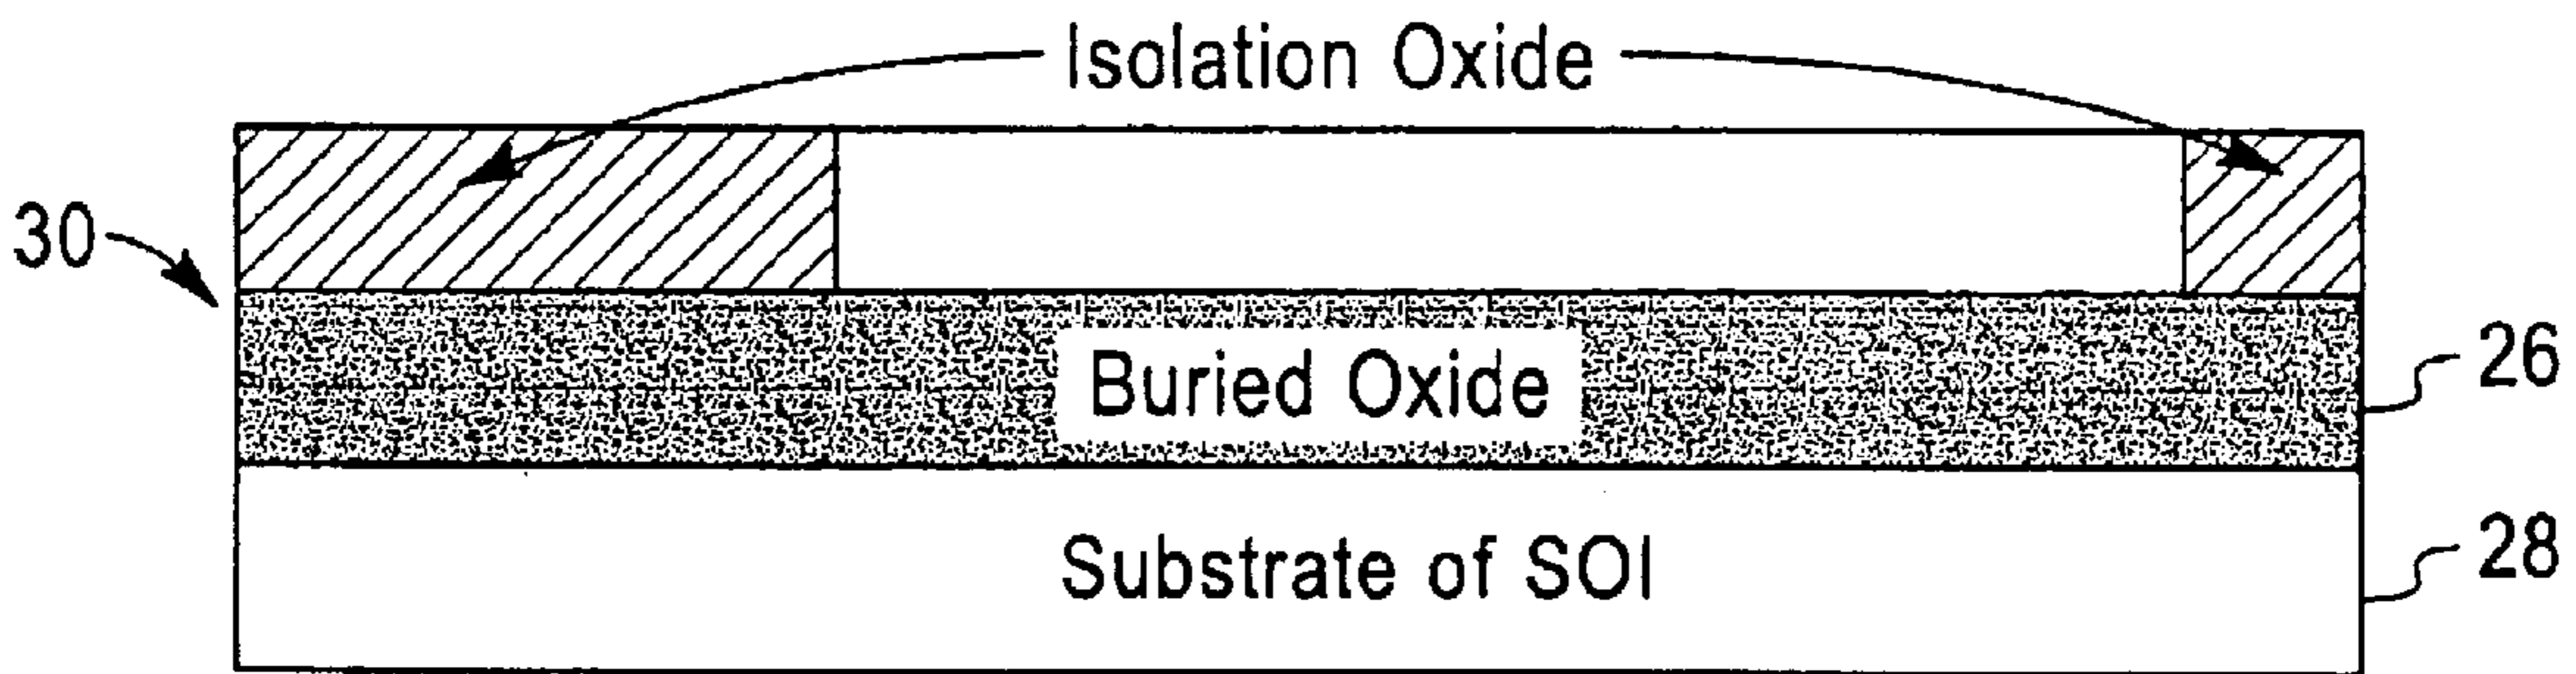 Isolation Oxide
30
Buried Oxide
26
Substrate of SOI
28